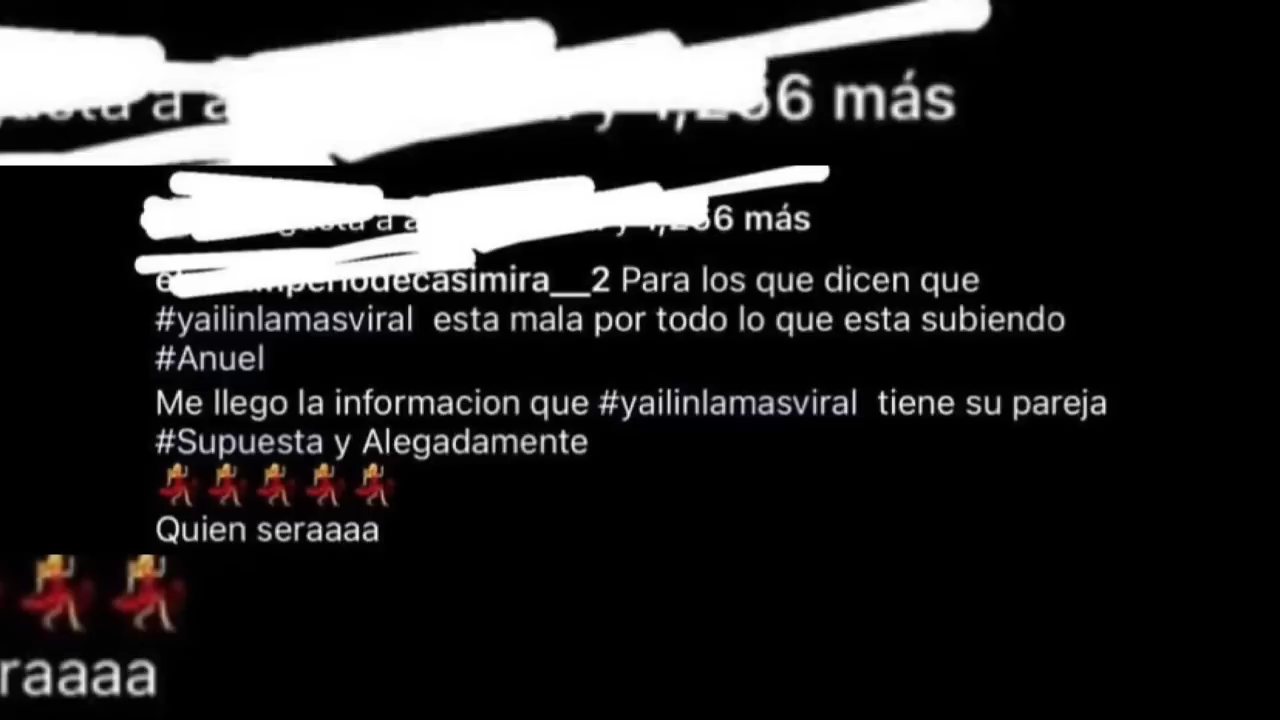 6 más
6 más
casimira__2 Para los que dicen que
#yailinlamasviral esta mala por todo lo que esta subiendo
#Anuel
Me llego la informacion que #yailinlamasviral tiene su pareja
#Supuesta y Alegadamente
💃💃💃💃💃
Quien seraaaa
💃💃
raaaa